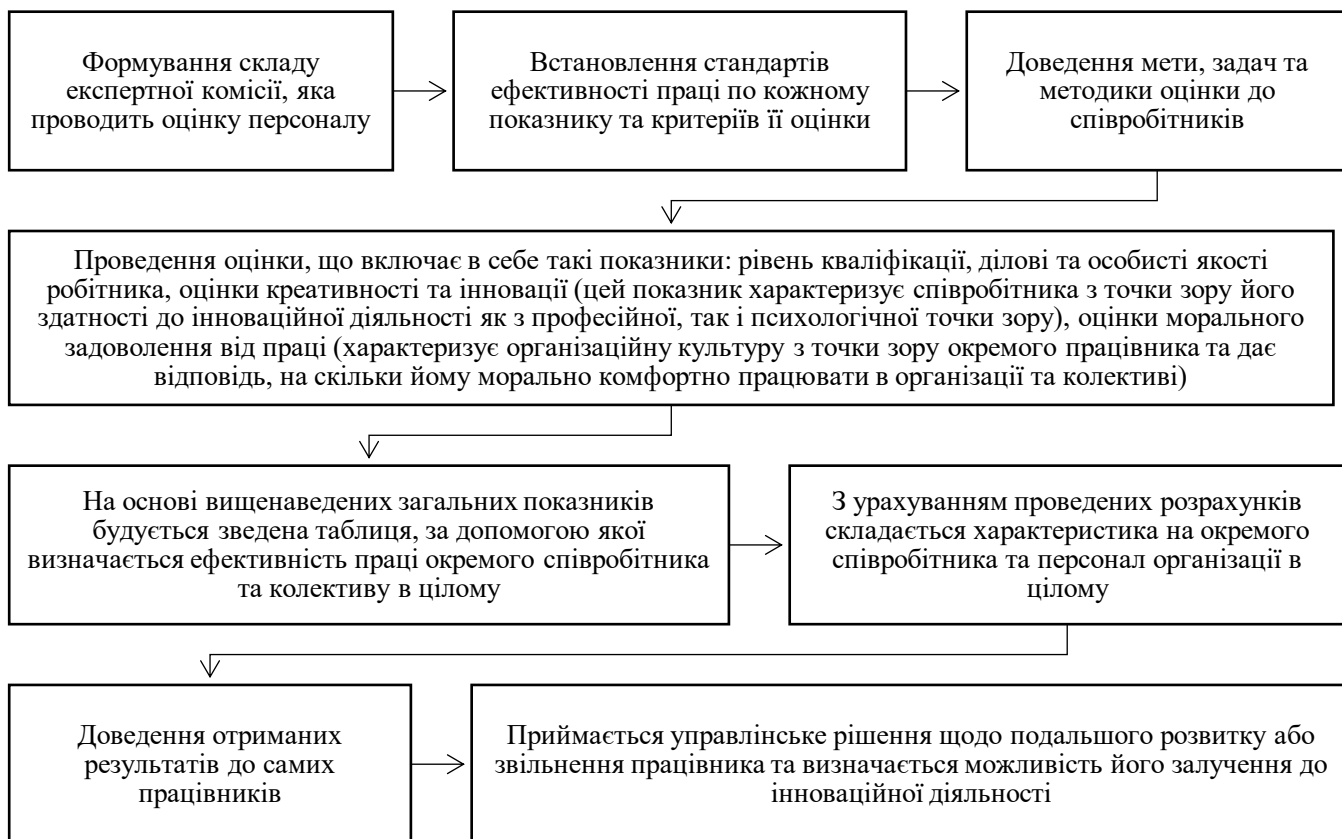 Формування складу
експертної комісії, яка
проводить оцінку персоналу
Встановлення стандартів
ефективності праці по кожному
показнику та критеріїв її оцінки
Доведення мети, задач та
методики оцінки до
співробітників
Проведення оцінки, що включає в себе такі показники: рівень кваліфікації, ділові та особисті якості
робітника, оцінки креативності та інновації (цей показник характеризує співробітника з точки зору його
здатності до інноваційної діяльності як з професійної, так і психологічної точки зору), оцінки морального
задоволення від праці (характеризує організаційну культуру з точки зору окремого працівника та дає
відповідь, на скільки йому морально комфортно працювати в організації та колективі)
На основі вищенаведених загальних показників
будується зведена таблиця, за допомогою якої
визначається ефективність праці окремого співробітника
та колективу в цілому
З урахуванням проведених розрахунків
складається характеристика на окремого
співробітника та персонал організації в
цілому
Доведення отриманих
результатів до самих
працівників
Приймається управлінське рішення щодо подальшого розвитку або
звільнення працівника та визначається можливість його залучення до
інноваційної діяльності